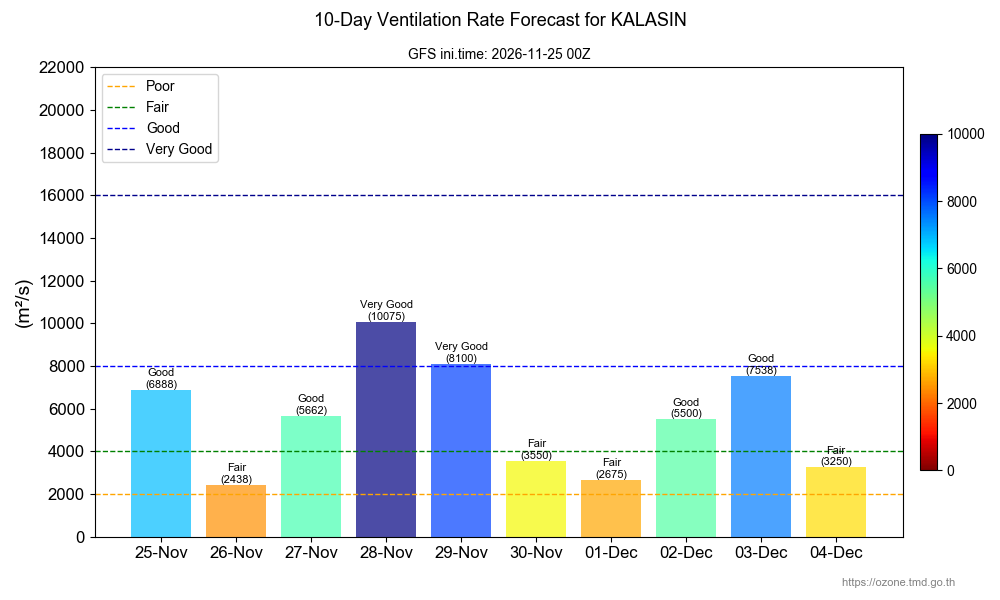 10-Day Ventilation Rate Forecast for KALASIN
GFS ini.time: 2026-11-25 00Z
(m²/s)
22000
20000
18000
16000
14000
12000
10000
8000
6000
4000
2000
0
Poor
Fair
Good
Very Good
Good
(6888)
Fair
(2438)
Good
(5662)
Very Good
(10075)
Very Good
(8100)
Fair
(3550)
Fair
(2675)
Good
(5500)
Good
(7538)
Fair
(3250)
25-Nov 26-Nov 27-Nov 28-Nov 29-Nov 30-Nov 01-Dec 02-Dec 03-Dec 04-Dec
10000
8000
6000
4000
2000
0
https://ozone.tmd.go.th